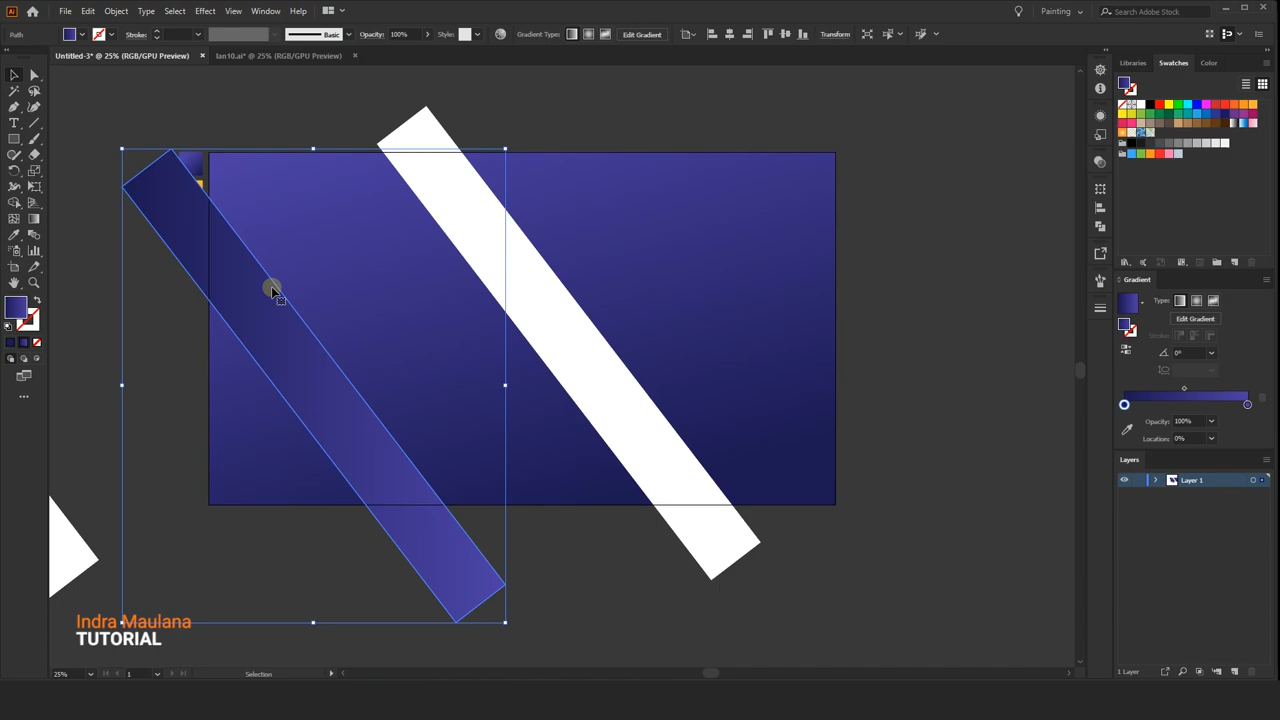 Ai File Edit Object Type Select Effect View Window Help Painting Search Adobe Stock
Path Stroke: Basic Opacity: 100% Style: Gradient Type: Edit Gradient Transform
Untitled-3* @ 25% (RGB/GPU Preview) × lan10.ai* @ 25% (RGB/GPU Preview) ×
Libraries Swatches Color
Gradient
Type:
Edit Gradient
Stroke:
0°
Opacity: 100%
Location: 0%
Layers
Layer 1
Indra Maulana
TUTORIAL
25% 1 Selection 1 Layer